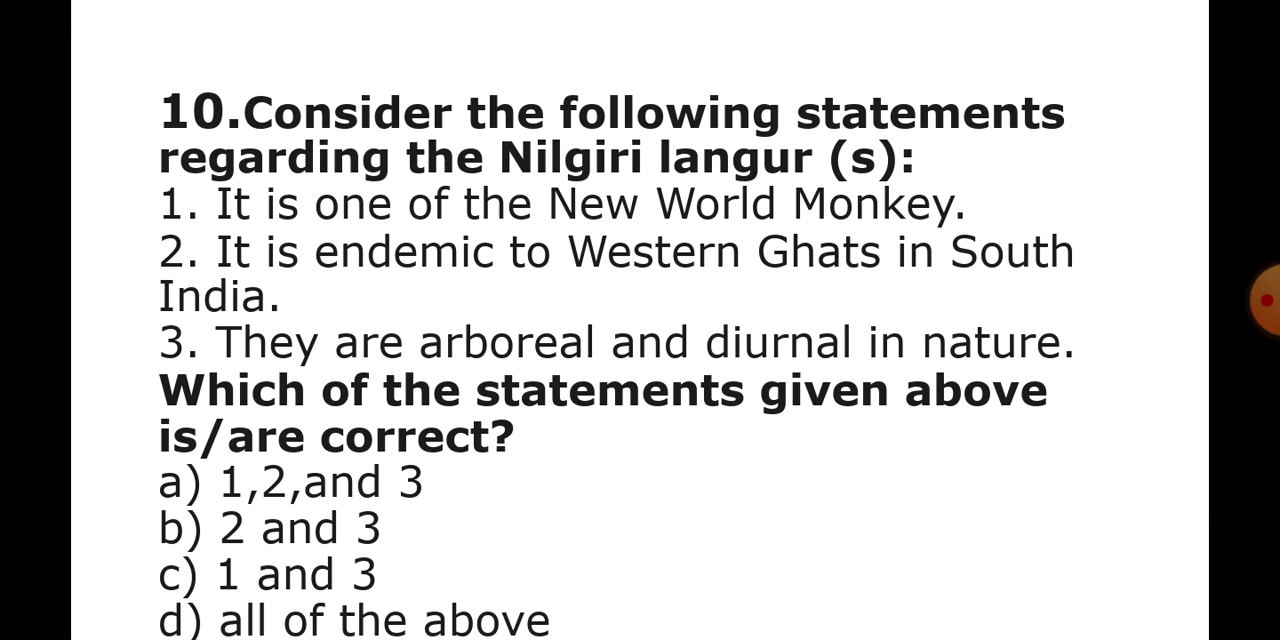 10.Consider the following statements
regarding the Nilgiri langur (s):
1. It is one of the New World Monkey.
2. It is endemic to Western Ghats in South
India.
3. They are arboreal and diurnal in nature.
Which of the statements given above
is/are correct?
a) 1,2,and 3
b) 2 and 3
c) 1 and 3
d) all of the above